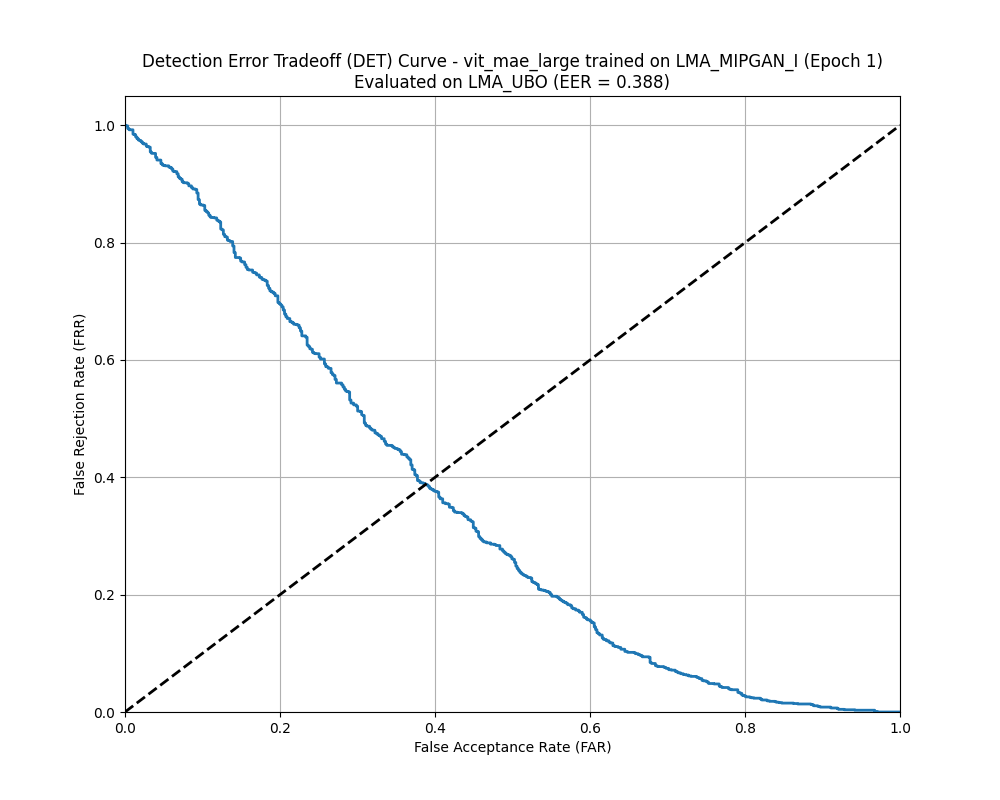 Detection Error Tradeoff (DET) Curve - vit_mae_large trained on LMA_MIPGAN_I (Epoch 1)
Evaluated on LMA_UBO (EER = 0.388)
1.0
0.8
0.6
0.4
0.2
0.0
False Rejection Rate (FRR)
0.0 0.2 0.4 0.6 0.8 1.0
False Acceptance Rate (FAR)